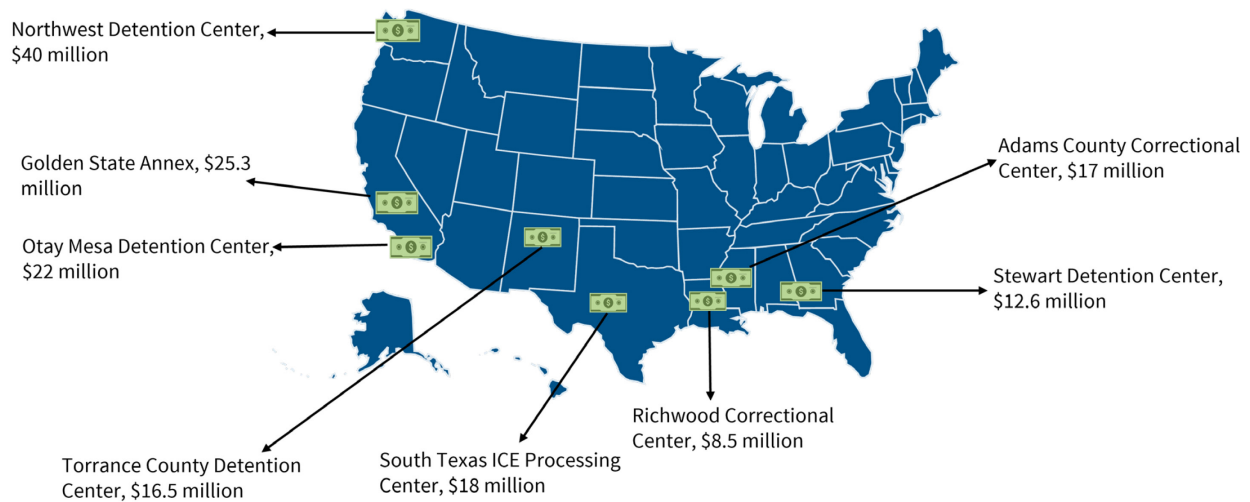 Northwest Detention Center,
$40 million
Golden State Annex, $25.3
million
Otay Mesa Detention Center,
$22 million
Adams County Correctional
Center, $17 million
Stewart Detention Center,
$12.6 million
Richwood Correctional
Center, $8.5 million
South Texas ICE Processing
Center, $18 million
Torrance County Detention
Center, $16.5 million